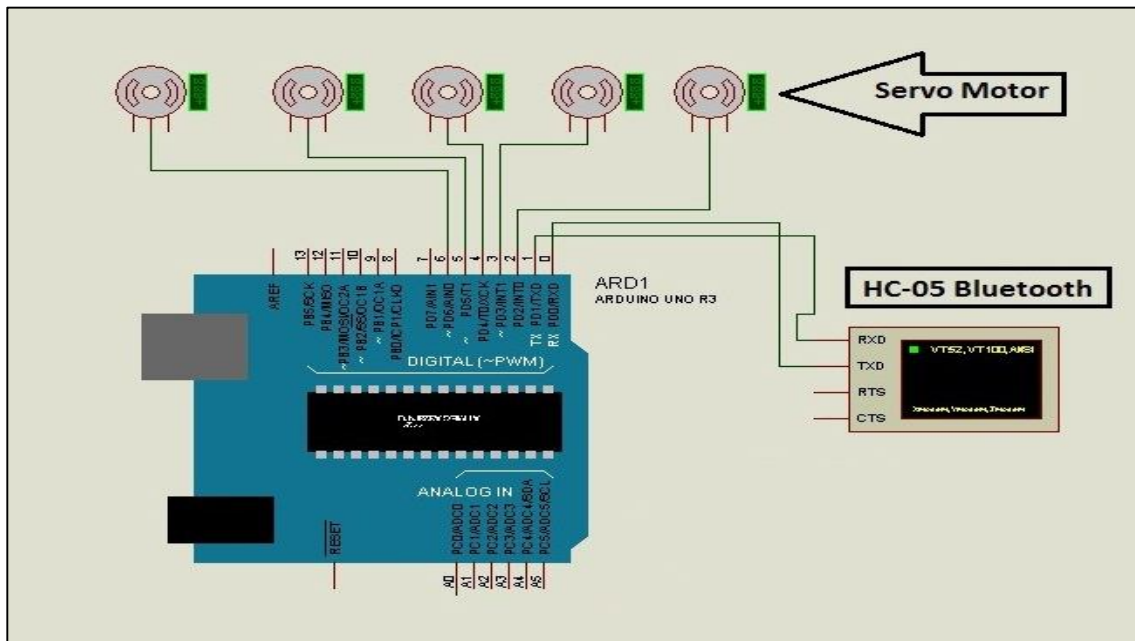 Servo Motor
ARD1
ARDUINO UNO R3
HC-05 Bluetooth
AREF
13
12
11
10
9
8
7
6
5
4
3
2
1
0
PB5/SCK
PB4/MISO
~PB3/MOSI/OC2A
~PB2/SS/OC1B
~PB1/OC1A
PB0/ICP1/CLKO
PD7/AIN1
~PD6/AIN0
~PD5/T1
PD4/T0/XCK
~PD3/INT1
PD2/INT0
TX PD1/TXD
RX PD0/RXD
DIGITAL (~PWM)
RXD
TXD
RTS
CTS
VT52, VT100, ANSI
ANALOG IN
RESET
PC0/ADC0
PC1/ADC1
PC2/ADC2
PC3/ADC3
PC4/ADC4/SDA
PC5/ADC5/SCL
A0
A1
A2
A3
A4
A5